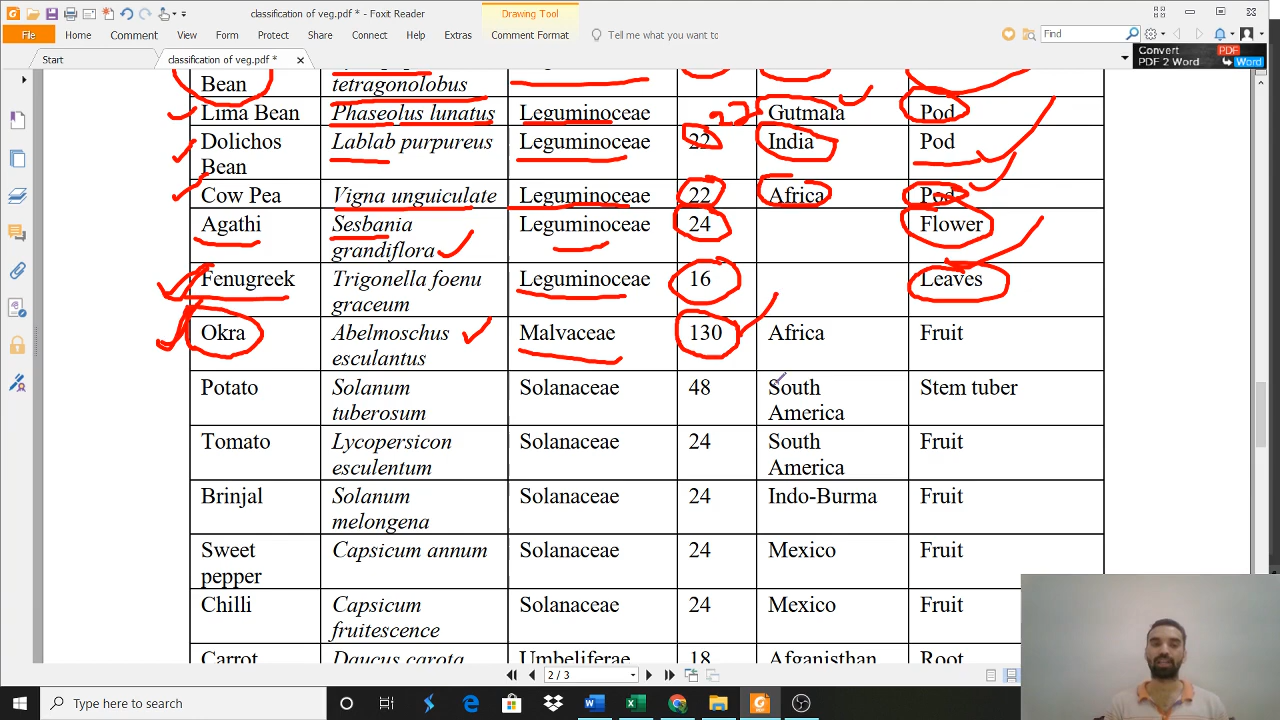 classification of veg.pdf * - Foxit Reader
Drawing Tool
File Home Comment View Form Protect Share Connect Help Extras Comment Format Tell me what you want to
Find
Start classification of veg.pdf *
Convert PDF
PDF 2 Word Word
Bean tetragonolobus
Lima Bean Phaseolus lunatus Leguminoceae 22 Gutmala Pod
Dolichos Lablab purpureus Leguminoceae 22 India Pod
Bean
Cow Pea Vigna unguiculate Leguminoceae 22 Africa Pod
Agathi Sesbania Leguminoceae 24 Flower
grandiflora
Fenugreek Trigonella foenu Leguminoceae 16 Leaves
graceum
Okra Abelmoschus Malvaceae 130 Africa Fruit
esculantus
Potato Solanum Solanaceae 48 South Stem tuber
tuberosum America
Tomato Lycopersicon Solanaceae 24 South Fruit
esculentum America
Brinjal Solanum Solanaceae 24 Indo-Burma Fruit
melongena
Sweet Capsicum annum Solanaceae 24 Mexico Fruit
pepper
Chilli Capsicum Solanaceae 24 Mexico Fruit
fruitescence
Carrot Daucus carota Umbeliferae 18 Afganisthan Root
2 / 3
Type here to search